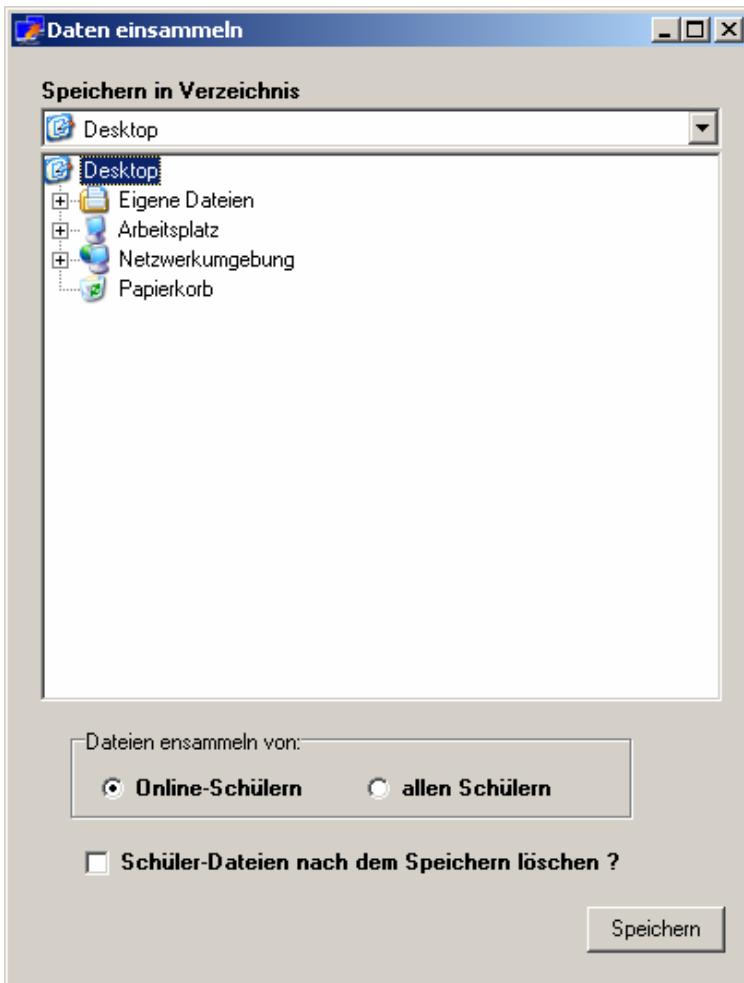 Daten einsammeln
Speichern in Verzeichnis
Desktop
Desktop
Eigene Dateien
Arbeitsplatz
Netzwerkumgebung
Papierkorb
Dateien ensammeln von:
Online-Schülern allen Schülern
Schüler-Dateien nach dem Speichern löschen ?
Speichern